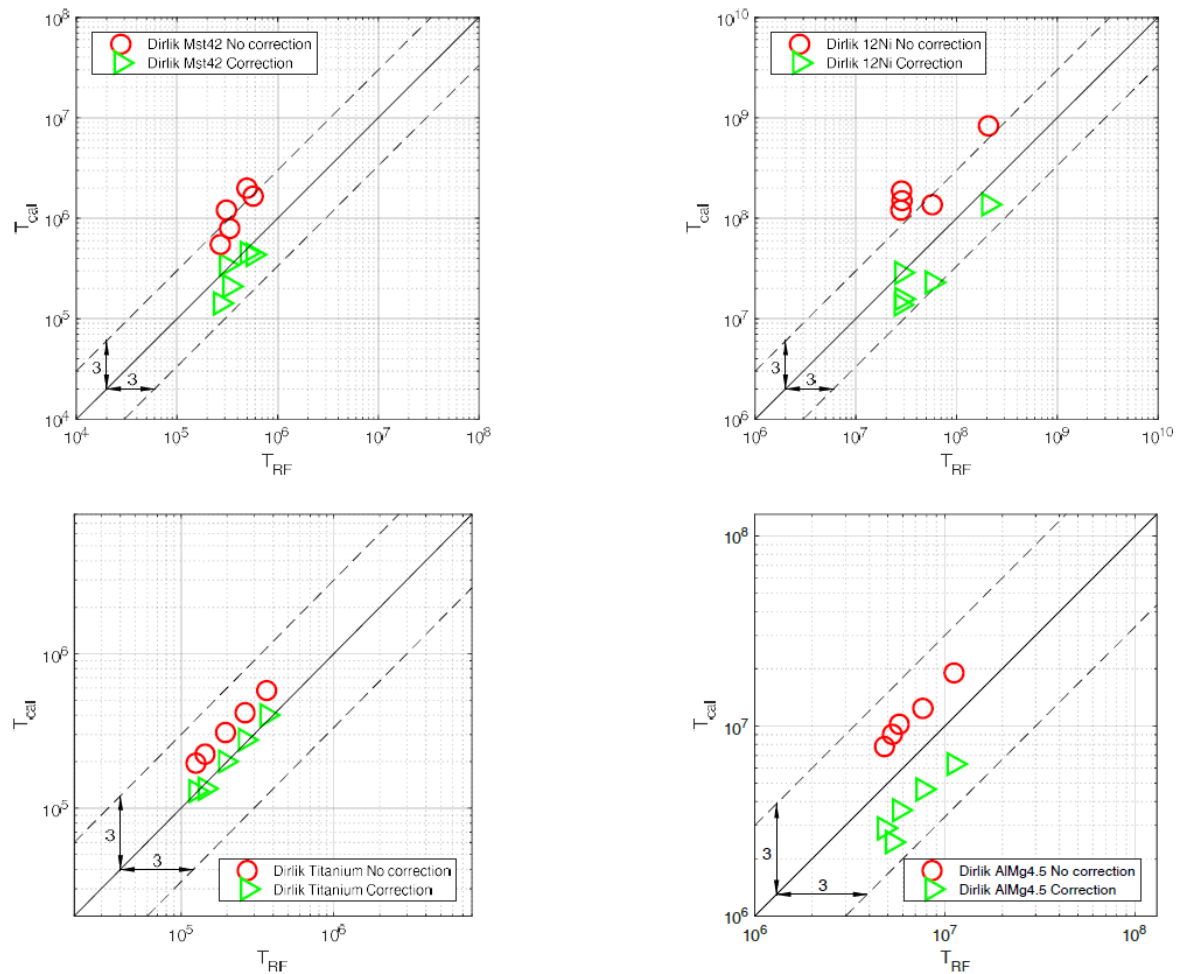 10^8
10^7
10^6
10^5
10^4
T_cal
Dirlik Mst42 No correction
Dirlik Mst42 Correction
3
3
10^4 10^5 10^6 10^7 10^8
T_RF
10^10
10^9
10^8
10^7
10^6
T_cal
Dirlik 12Ni No correction
Dirlik 12Ni Correction
3
3
10^6 10^7 10^8 10^9 10^10
T_RF
10^6
10^5
T_cal
3
3
Dirlik Titanium No correction
Dirlik Titanium Correction
10^5 10^6
T_RF
10^8
10^7
10^6
T_cal
3
3
Dirlik AlMg4.5 No correction
Dirlik AlMg4.5 Correction
10^6 10^7 10^8
T_RF